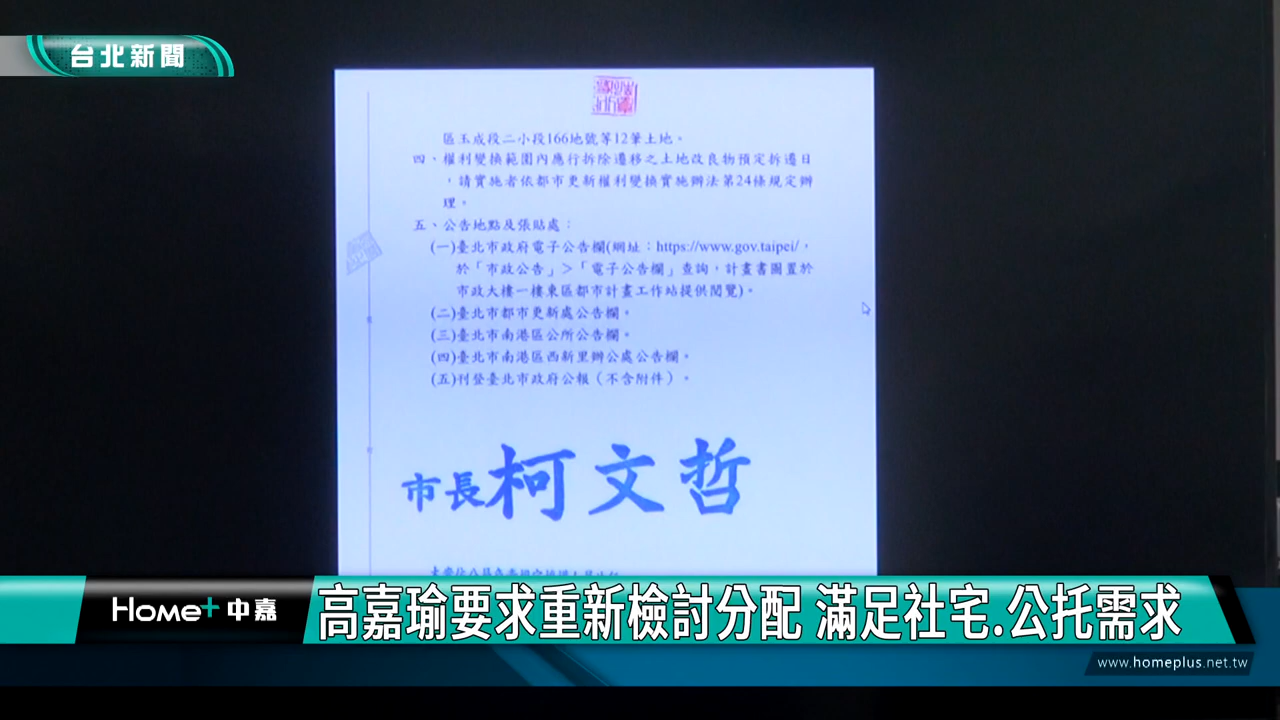 台北新聞
區玉成段二小段166地號等12筆土地。
四、權利變換範圍內應行拆除遷移之土地改良物預定拆遷日
，請實施者依都市更新權利變換實施辦法第24條規定辦
理。
五、公告地點及張貼處：
(一)臺北市政府電子公告欄(網址：https://www.gov.taipei/，
於「市政公告」＞「電子公告欄」查詢，計畫書圖置於
市政大樓一樓東區都市計畫工作站提供閱覽)。
(二)臺北市都市更新處公告欄。
(三)臺北市南港區公所公告欄。
(四)臺北市南港區西新里辦公處公告欄。
(五)刊登臺北市政府公報（不含附件）。
市長柯文哲
Home+ 中嘉
高嘉瑜要求重新檢討分配 滿足社宅.公托需求
www.homeplus.net.tw